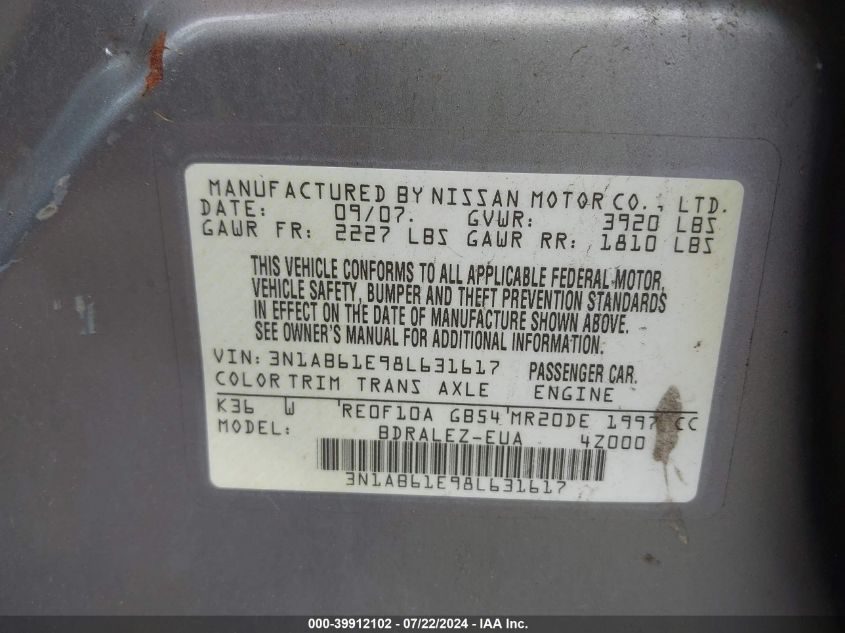 MANUFACTURED BY NISSAN MOTOR CO., LTD.
DATE: 09/07. GVWR: 3920 LBS
GAWR FR: 2227 LBS GAWR RR: 1810 LBS
THIS VEHICLE CONFORMS TO ALL APPLICABLE FEDERAL MOTOR,
VEHICLE SAFETY, BUMPER AND THEFT PREVENTION STANDARDS
IN EFFECT ON THE DATE OF MANUFACTURE SHOWN ABOVE.
SEE OWNER'S MANUAL FOR ADDITIONAL INFORMATION.
VIN: 3N1AB61E98L631617 PASSENGER CAR.
COLOR TRIM TRANS AXLE ENGINE
K36 W 'RE0F10A GB54 'MR20DE 1997 CC
MODEL: BDRALEZ-EUA 4Z000
3N1AB61E98L631617
000-39912102 - 07/22/2024 - IAA Inc.